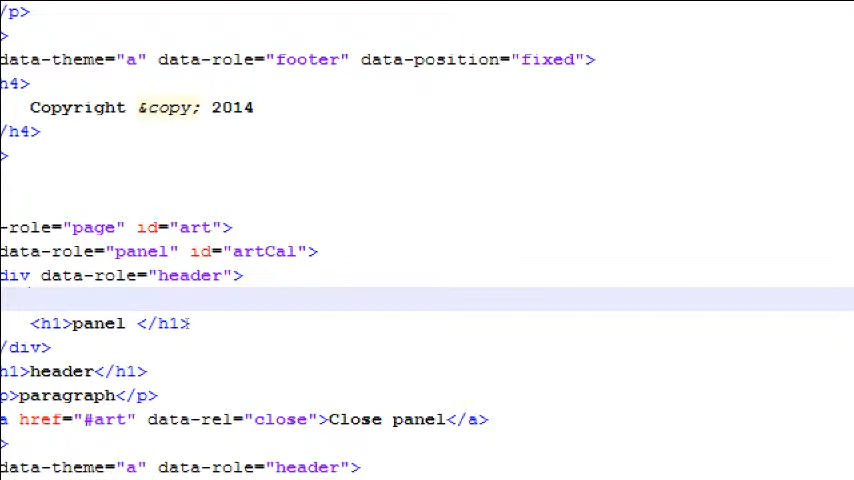 /p>
>
data-theme="a" data-role="footer" data-position="fixed">
h4>
Copyright &copy; 2014
/h4>
>
-role="page" id="art">
data-role="panel" id="artCal">
div data-role="header">
<h1>panel </h1>
/div>
h1>header</h1>
p>paragraph</p>
a href="#art" data-rel="close">Close panel</a>
>
data-theme="a" data-role="header">